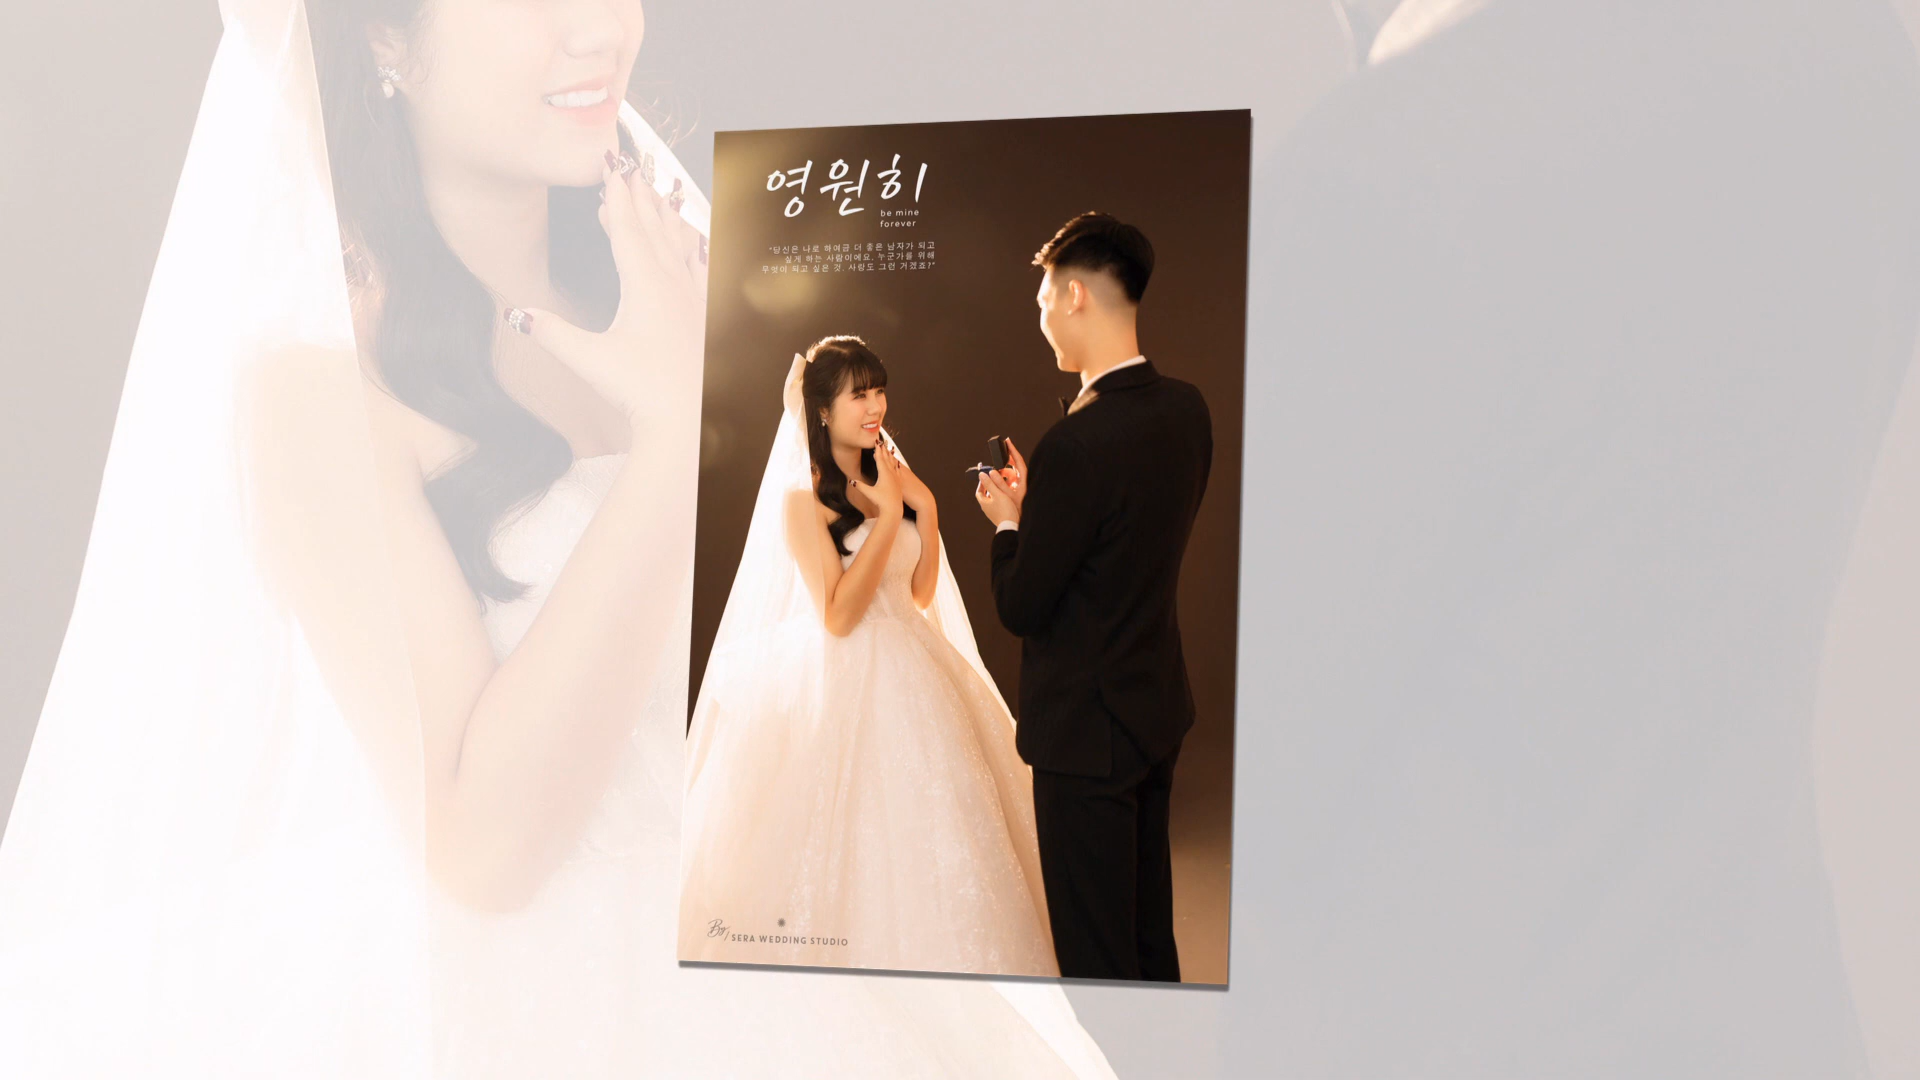 영원히
be mine
forever
"당신은 나로 하여금 더 좋은 남자가 되고
싶게 하는 사람이에요. 누군가를 위해
무엇이 되고 싶은 것. 사랑도 그런 거겠죠?"
By
SERA WEDDING STUDIO